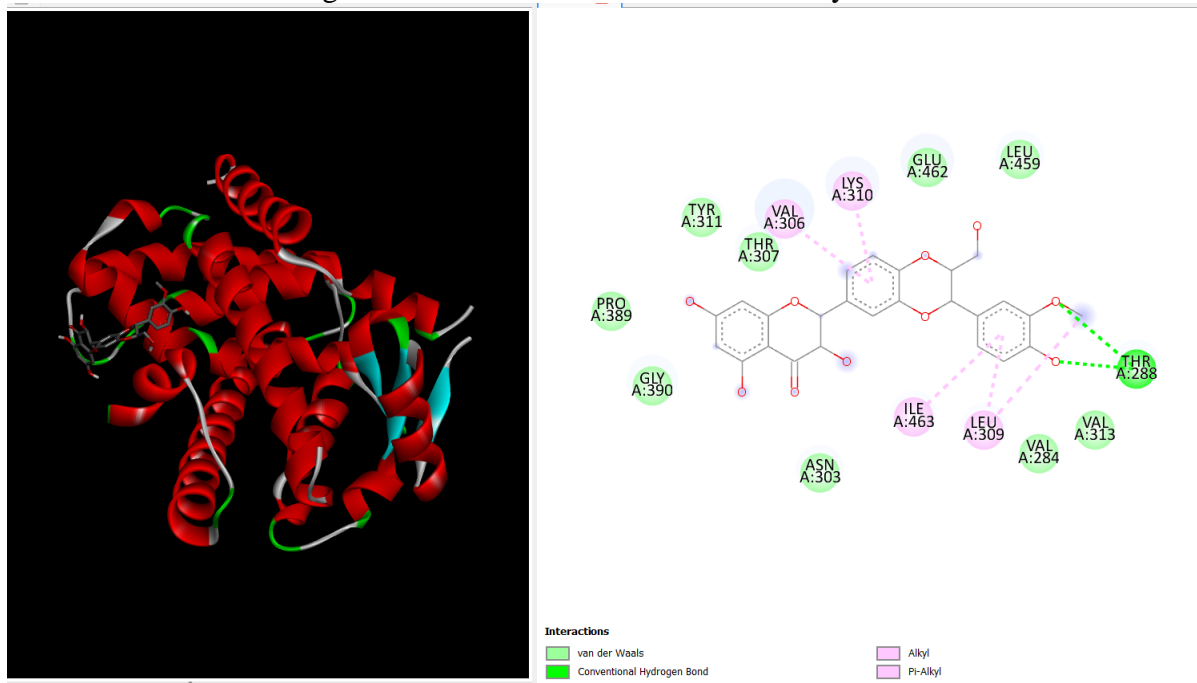 GLU
A:462
LEU
A:459
LYS
A:310
TYR
A:311
VAL
A:306
THR
A:307
PRO
A:389
GLY
A:390
THR
A:288
ILE
A:463
LEU
A:309
VAL
A:313
VAL
A:284
ASN
A:303
O
O
O
O
O
O
O
O
O
O
Interactions
van der Waals
Conventional Hydrogen Bond
Alkyl
Pi-Alkyl